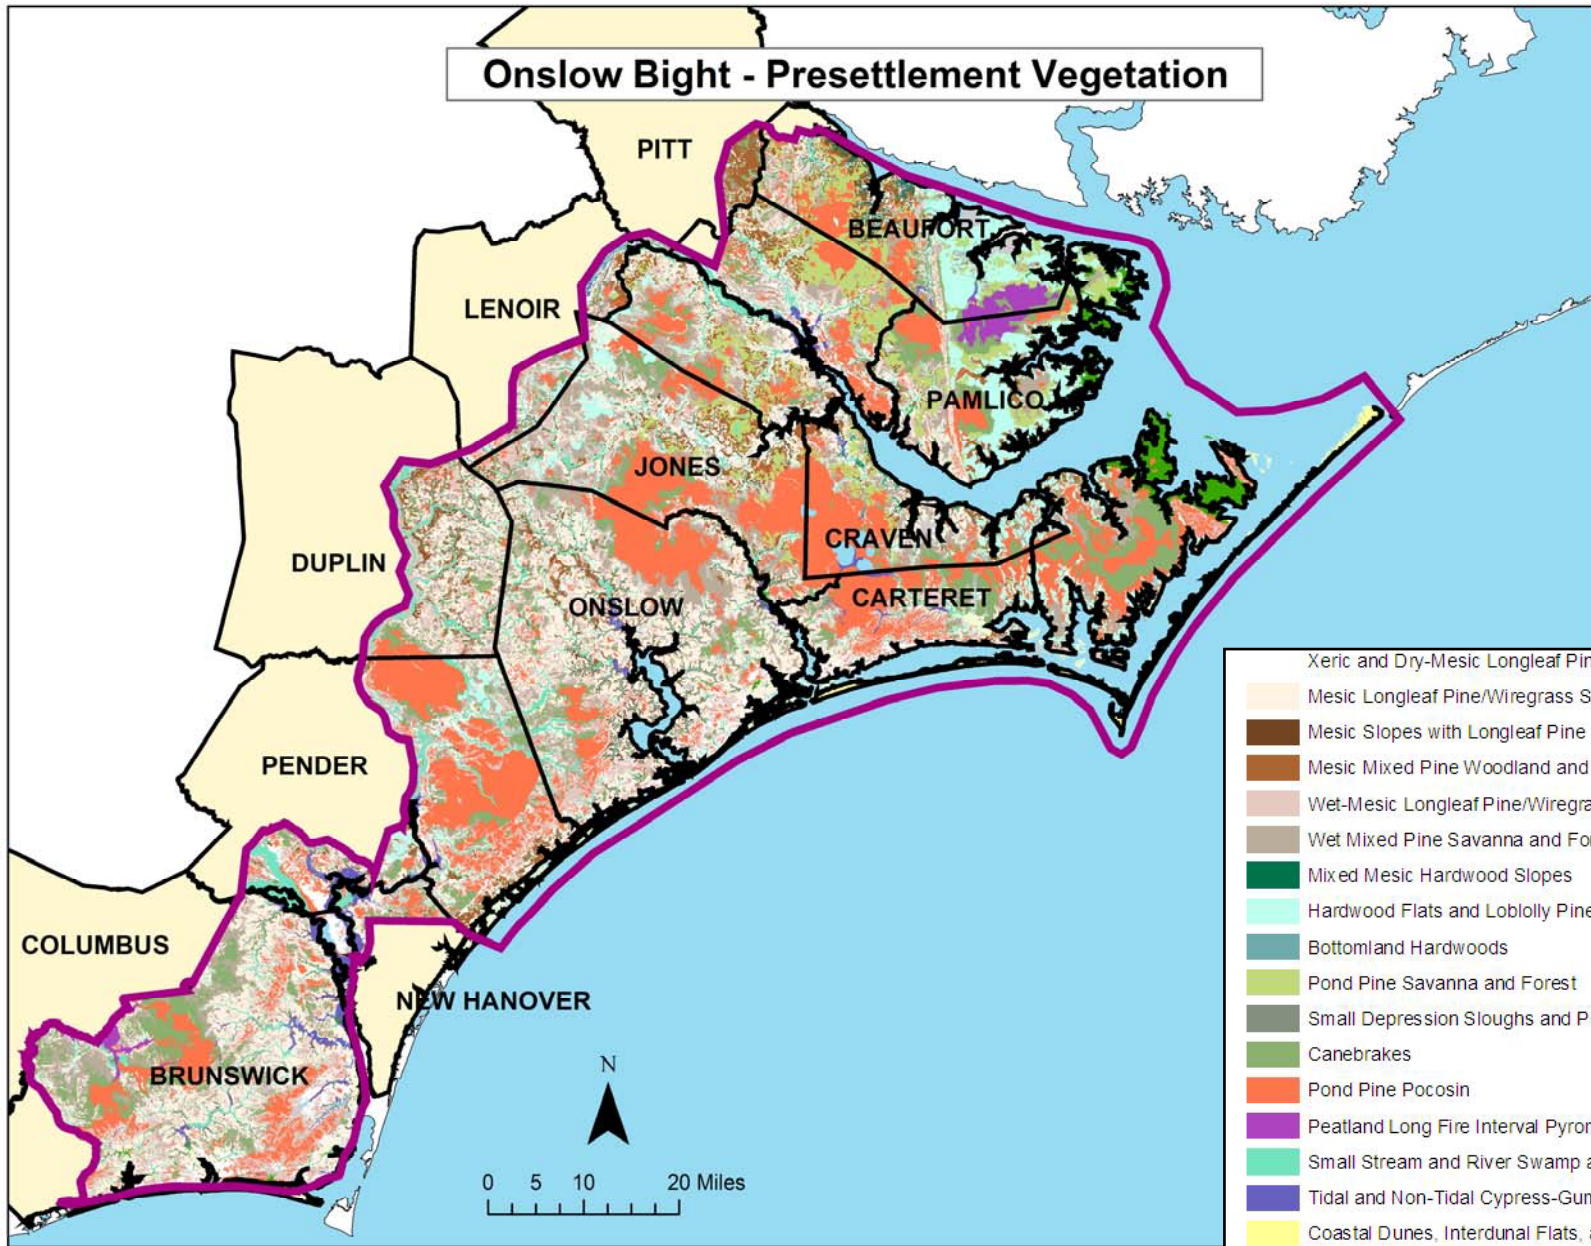 Onslow Bight - Presettlement Vegetation
PITT
BEAUFORT
LENOIR
PAMLICO
JONES
CRAVEN
DUPLIN
ONSLOW
CARTERET
PENDER
COLUMBUS
NEW HANOVER
BRUNSWICK
N
0 5 10 20 Miles
Xeric and Dry-Mesic Longleaf Pin
Mesic Longleaf Pine/Wiregrass S
Mesic Slopes with Longleaf Pine
Mesic Mixed Pine Woodland and
Wet-Mesic Longleaf Pine/Wiregra
Wet Mixed Pine Savanna and For
Mixed Mesic Hardwood Slopes
Hardwood Flats and Loblolly Pine
Bottomland Hardwoods
Pond Pine Savanna and Forest
Small Depression Sloughs and P
Canebrakes
Pond Pine Pocosin
Peatland Long Fire Interval Pyror
Small Stream and River Swamp a
Tidal and Non-Tidal Cypress-Gum
Coastal Dunes, Interdunal Flats, a